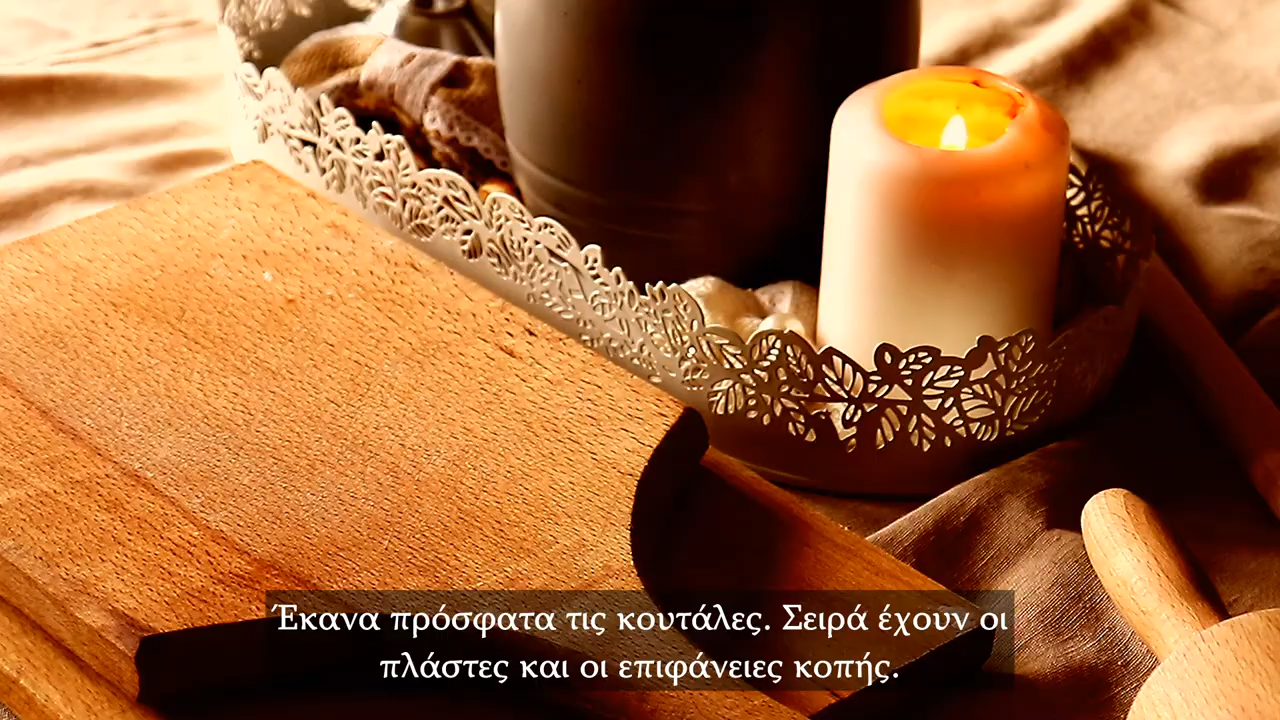 Έκανα πρόσφατα τις κουτάλες. Σειρά έχουν οι
πλάστες και οι επιφάνειες κοπής.